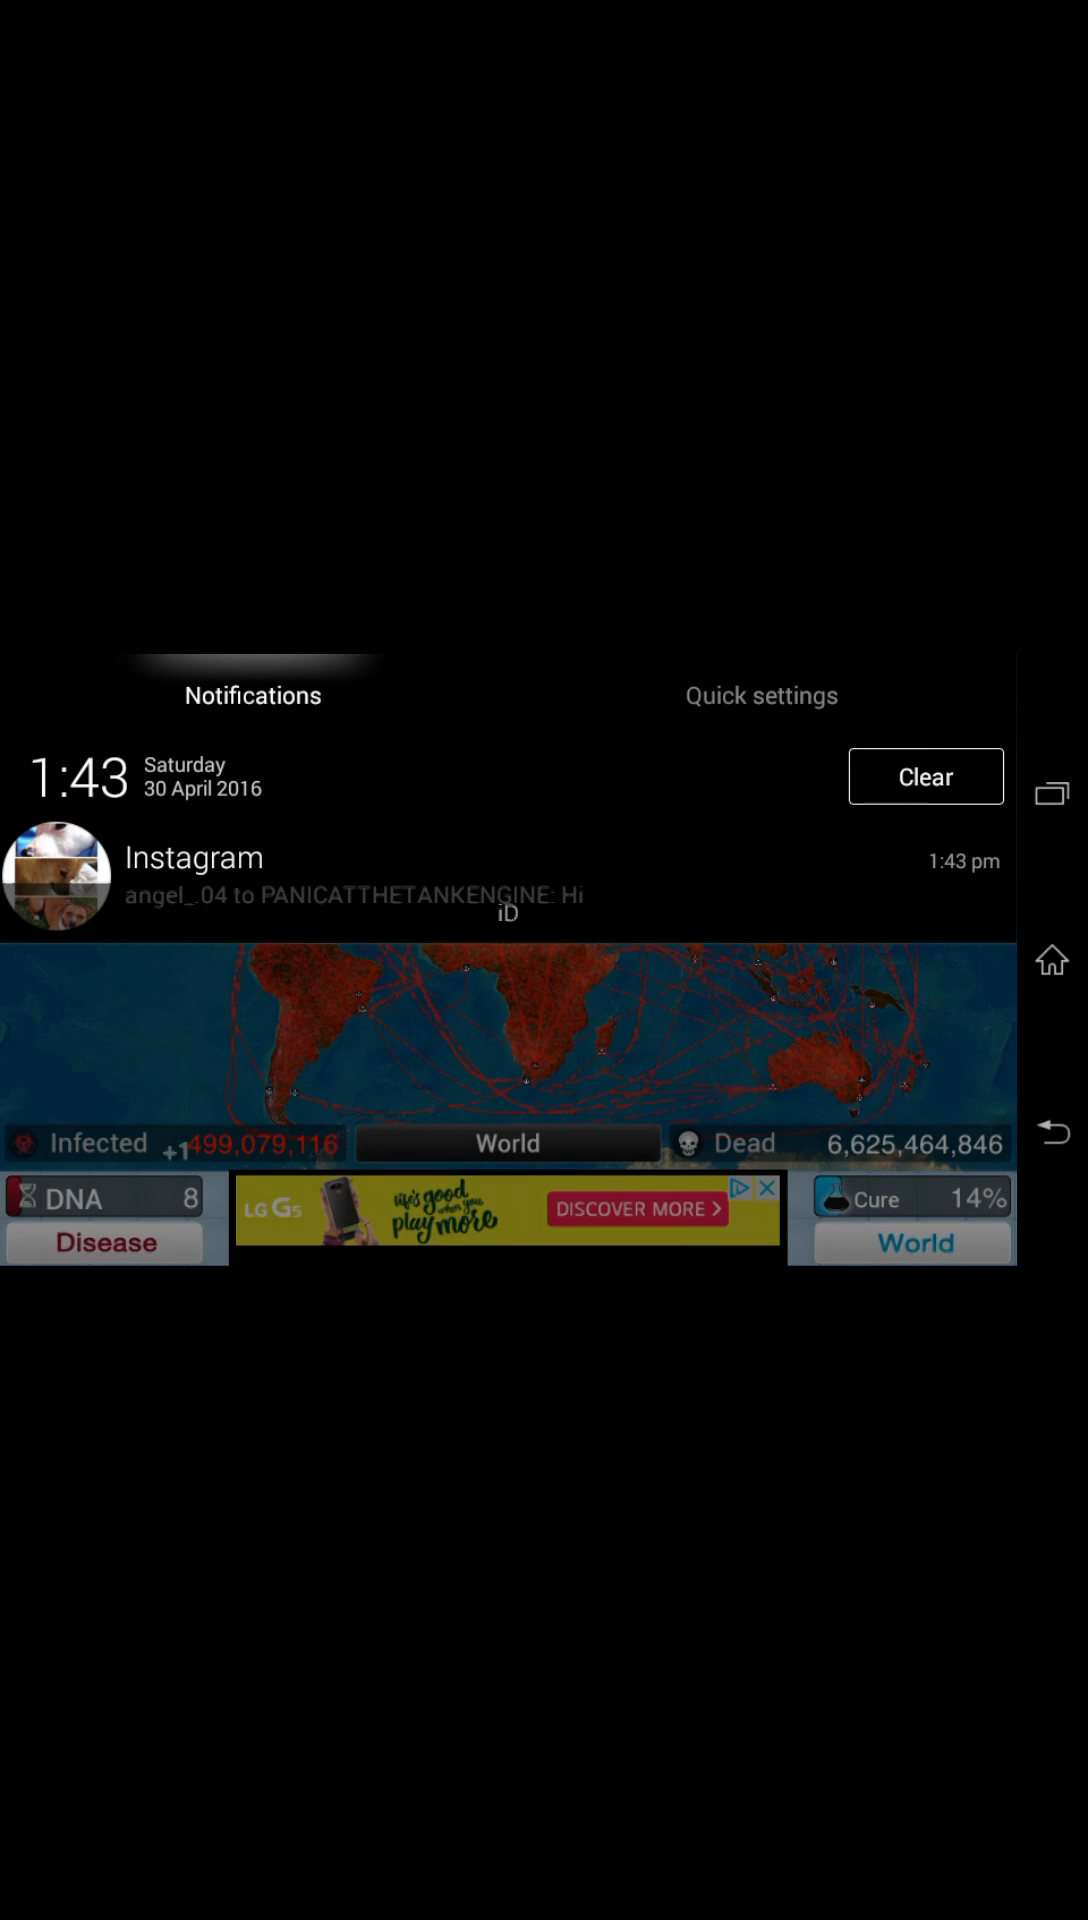 Notifications
Quick settings
1:43
Saturday
30 April 2016
Clear
Instagram
1:43 pm
angel_.04 to PANICATTHETANKENGINE: Hi
iD
Infected
+1
499,079,116
World
Dead
6,625,464,846
DNA
8
Disease
LG G5
life's good
when you
play more
DISCOVER MORE >
Cure
14%
World